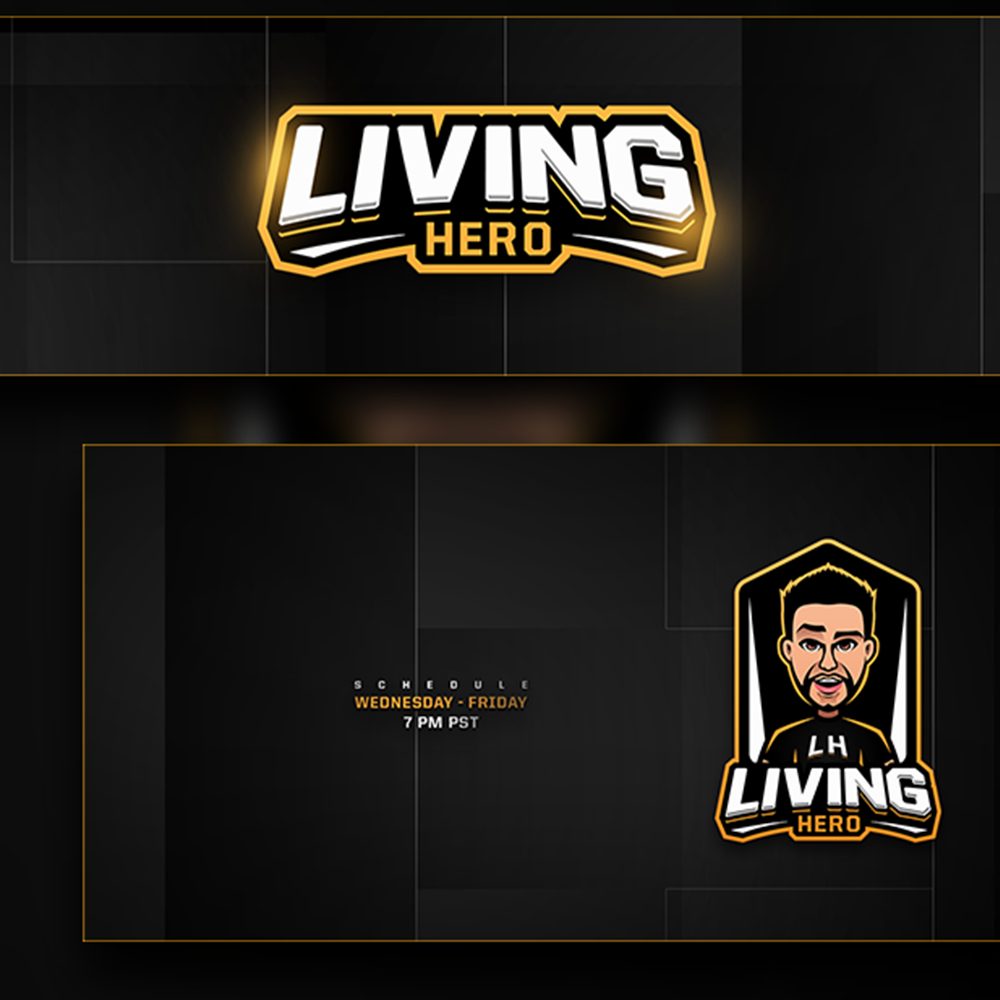 LIVING
HERO
SCHEDULE
WEDNESDAY - FRIDAY
7 PM PST
LH
LIVING
HERO